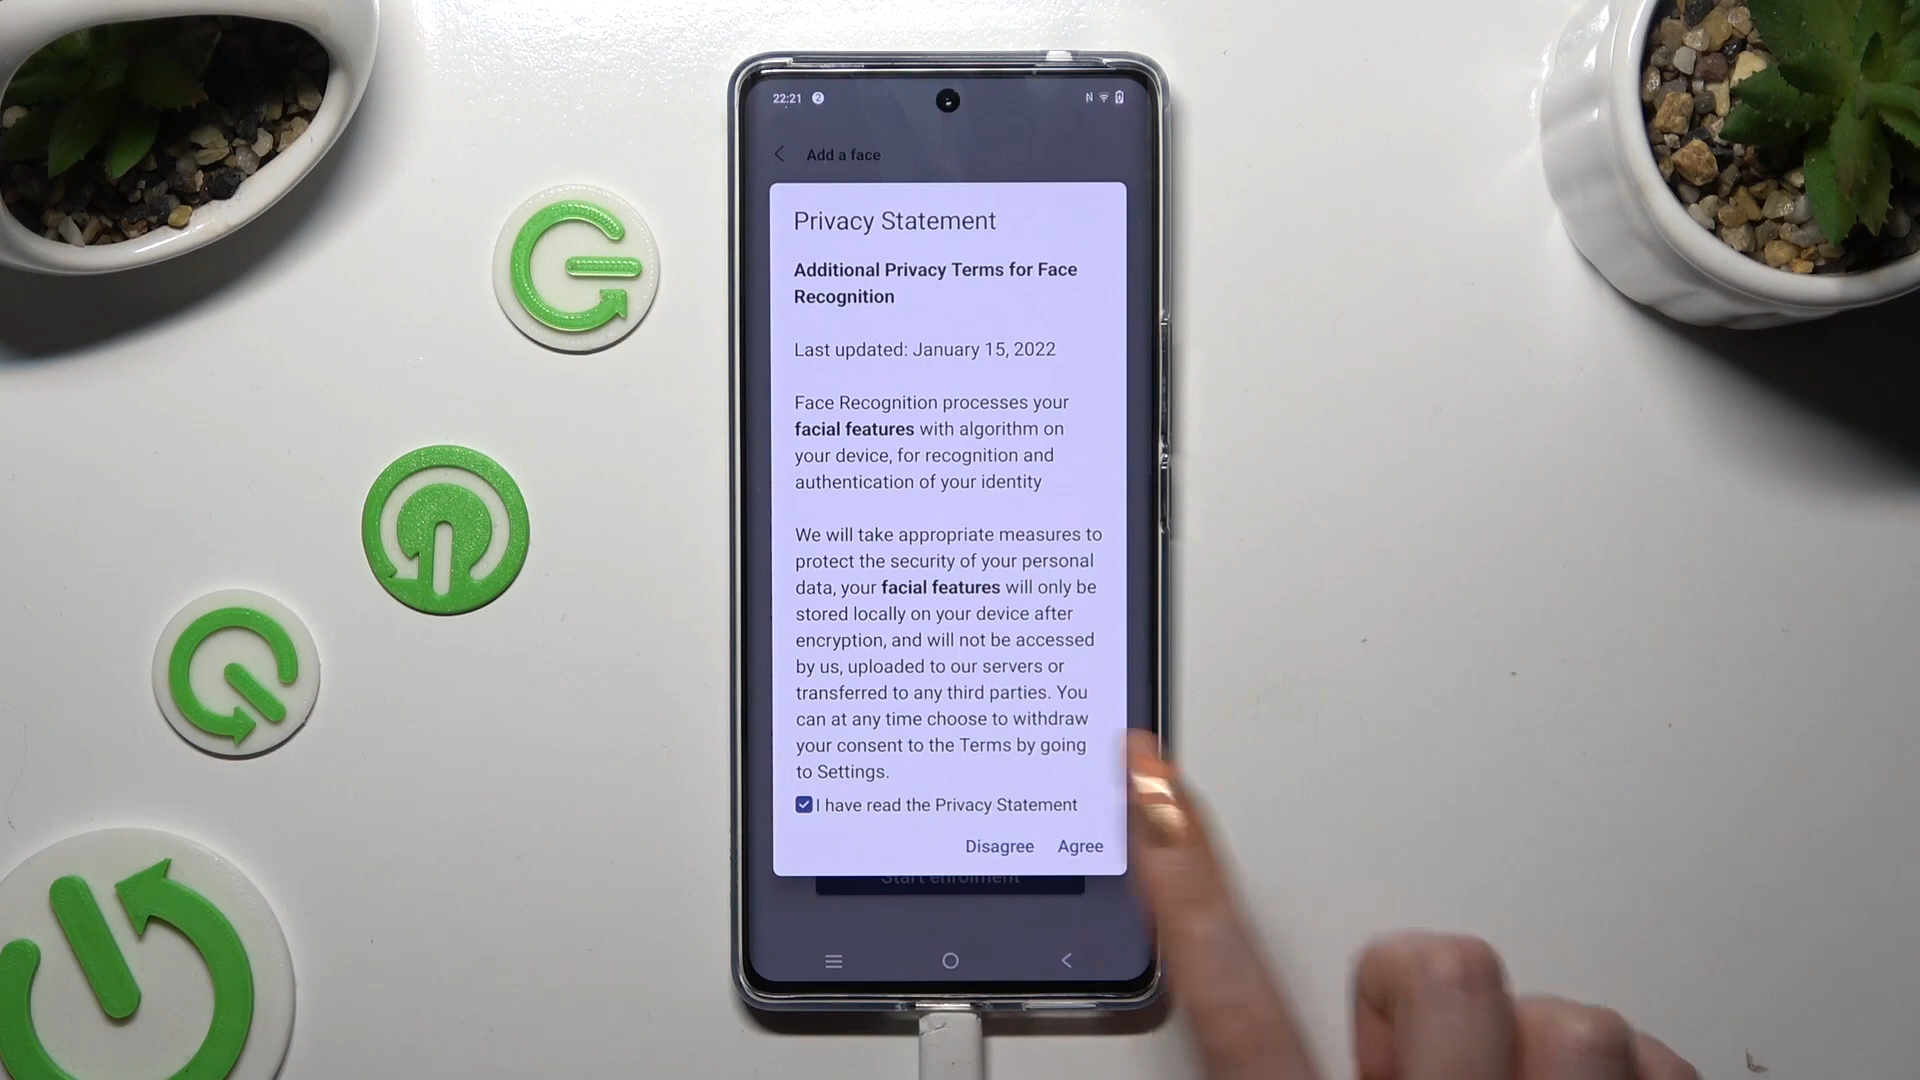 22:21 2
Add a face
Privacy Statement
Additional Privacy Terms for Face
Recognition
Last updated: January 15, 2022
Face Recognition processes your
facial features with algorithm on
your device, for recognition and
authentication of your identity
We will take appropriate measures to
protect the security of your personal
data, your facial features will only be
stored locally on your device after
encryption, and will not be accessed
by us, uploaded to our servers or
transferred to any third parties. You
can at any time choose to withdraw
your consent to the Terms by going
to Settings.
I have read the Privacy Statement
Disagree Agree
Start enrolment